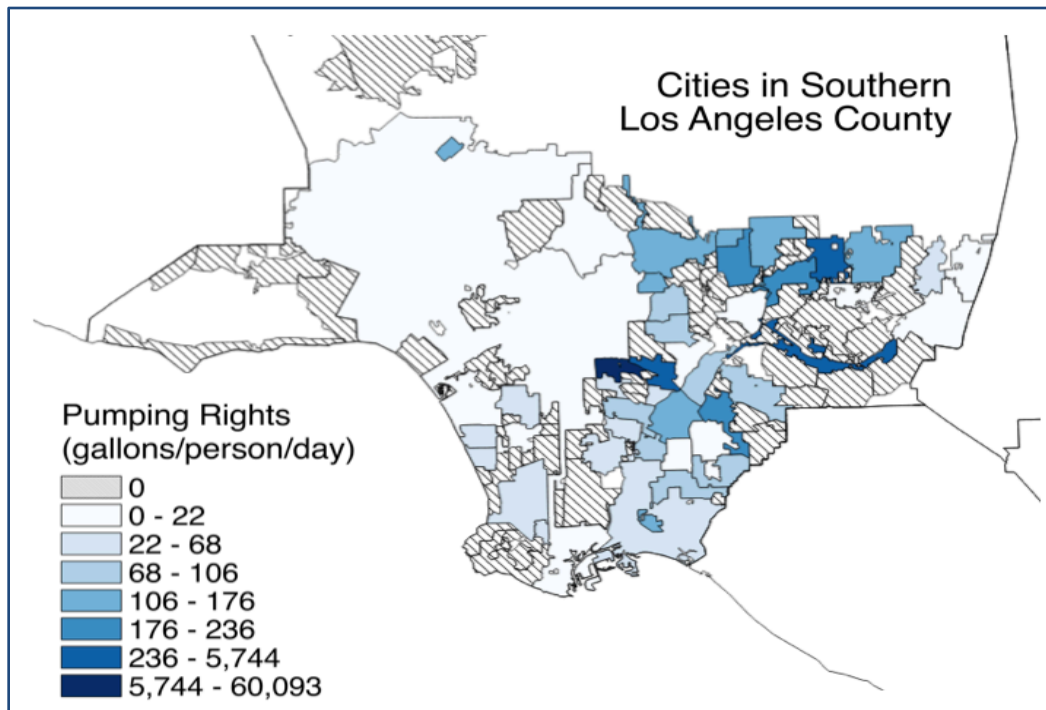 Cities in Southern
Los Angeles County
Pumping Rights
(gallons/person/day)
0
0 - 22
22 - 68
68 - 106
106 - 176
176 - 236
236 - 5,744
5,744 - 60,093